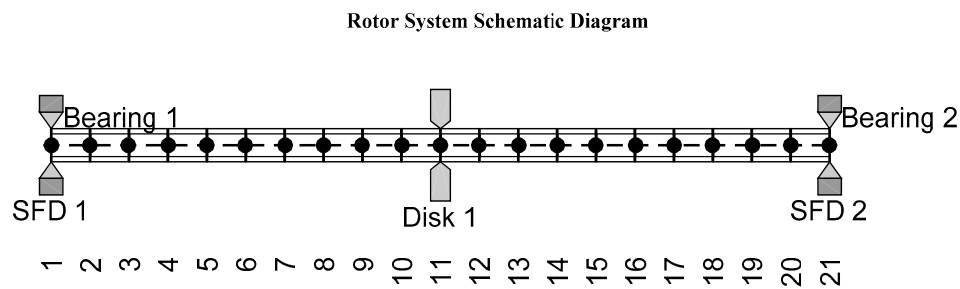 Rotor System Schematic Diagram
Bearing 1
Bearing 2
SFD 1
Disk 1
SFD 2
1 2 3 4 5 6 7 8 9 10 11 12 13 14 15 16 17 18 19 20 21